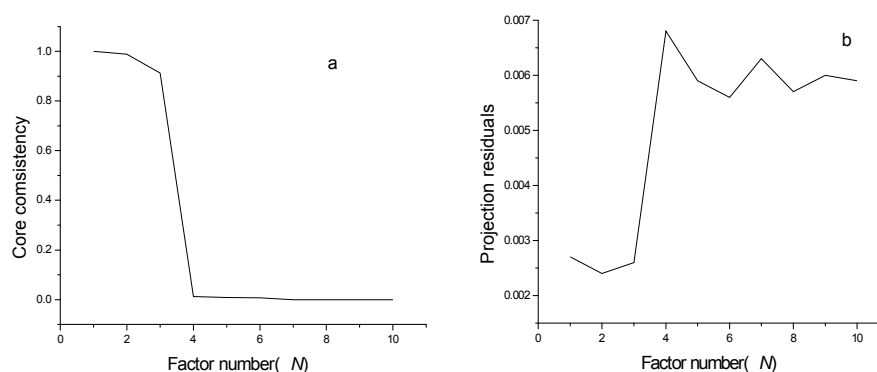 a
1.0
0.8
0.6
0.4
0.2
0.0
Core comsistency
0 2 4 6 8 10
Factor number( N)
b
0.007
0.006
0.005
0.004
0.003
0.002
Projection residuals
0 2 4 6 8 10
Factor number( N)